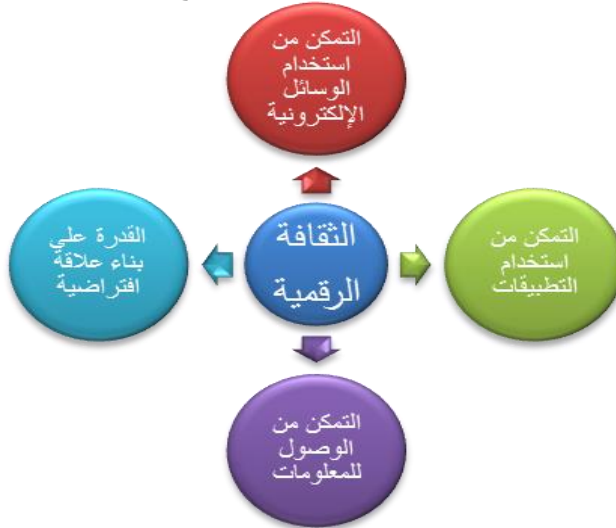 التمكن من
استخدام
الوسائل
الإلكترونية
التمكن من
استخدام
التطبيقات
الثقافة
الرقمية
القدرة علي
بناء علاقة
افتراضية
التمكن من
الوصول
للمعلومات